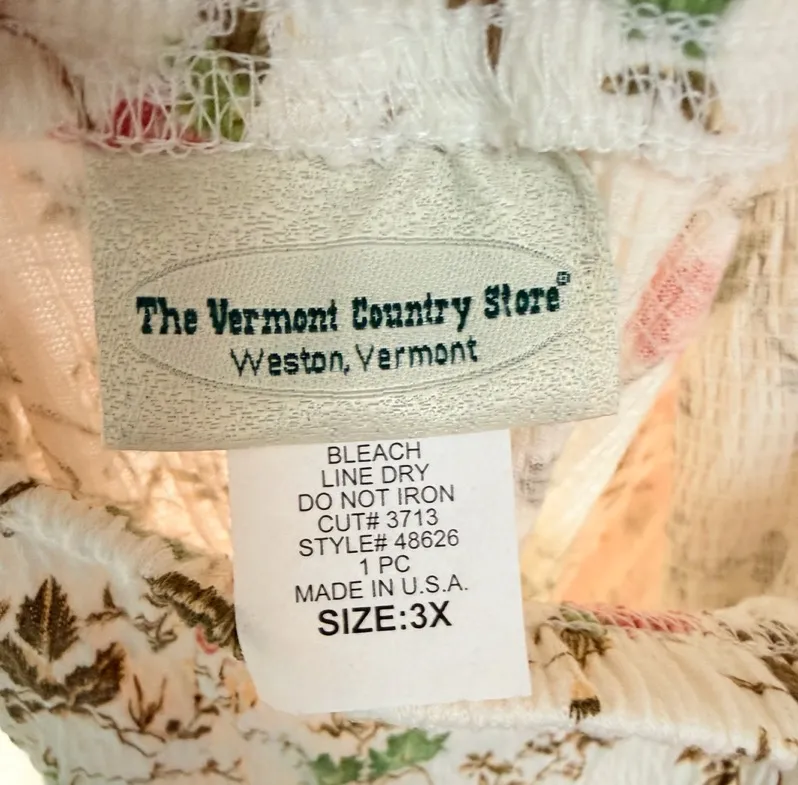 The Vermont Country Store®
Weston, Vermont
BLEACH
LINE DRY
DO NOT IRON
CUT# 3713
STYLE# 48626
1 PC
MADE IN U.S.A.
SIZE:3X